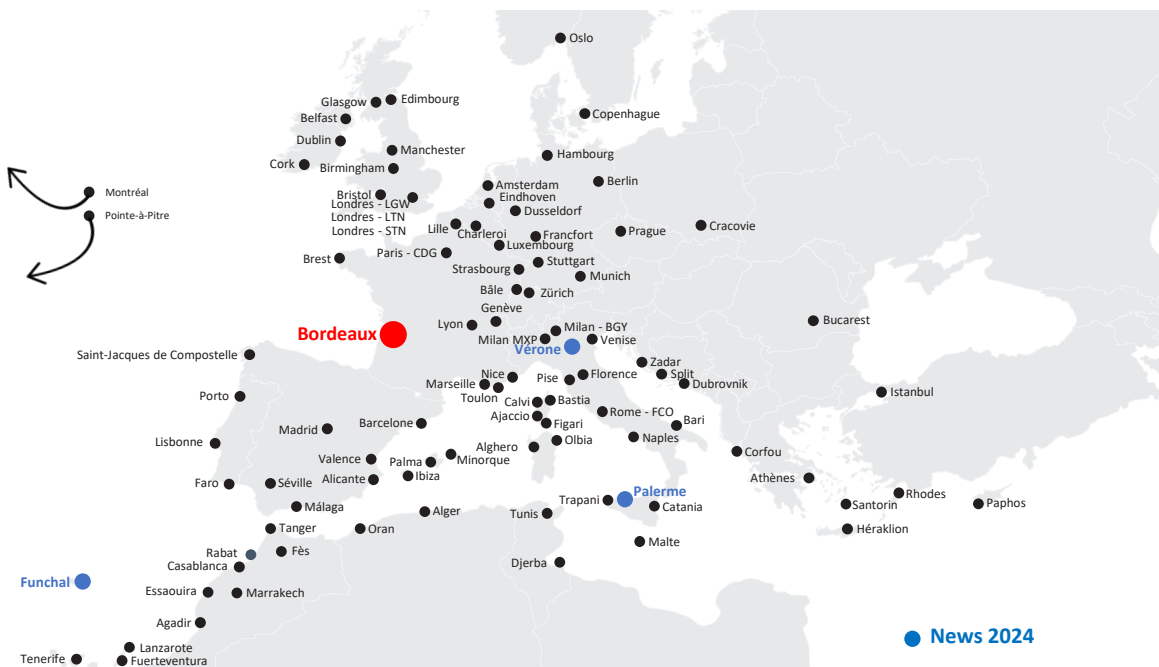 Oslo
Glasgow
Edimbourg
Belfast
Copenhague
Dublin
Manchester
Hambourg
Cork
Birmingham
Montréal
Amsterdam
Berlin
Bristol
Eindhoven
Londres - LGW
Dusseldorf
Pointe-à-Pitre
Londres - LTN
Londres - STN
Lille
Charleroi
Francfort
Prague
Cracovie
Luxembourg
Paris - CDG
Brest
Stuttgart
Strasbourg
Munich
Bâle
Zürich
Genève
Bucarest
Lyon
Bordeaux
Milan - BGY
Milan MXP
Venise
Vérone
Saint-Jacques de Compostelle
Zadar
Nice
Florence
Split
Pise
Marseille
Dubrovnik
Toulon
Istanbul
Porto
Calvi
Bastia
Ajaccio
Rome - FCO
Bari
Barcelone
Figari
Madrid
Naples
Lisbonne
Olbia
Alghero
Corfou
Valence
Palma
Minorque
Alicante
Ibiza
Athènes
Faro
Séville
Palerme
Rhodes
Trapani
Catania
Santorin
Paphos
Málaga
Alger
Tunis
Tanger
Oran
Héraklion
Malte
Rabat
Fès
Casablanca
Djerba
Funchal
Essaouira
Marrakech
Agadir
News 2024
Lanzarote
Tenerife
Fuerteventura